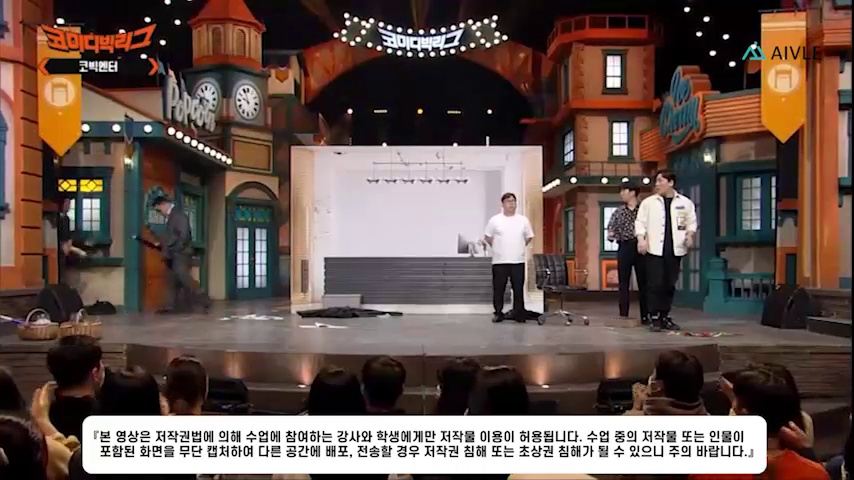 코미디빅리그
코빅엔터
코미디빅리그
AIVLE
Popcorn
Ice Cream
『본 영상은 저작권법에 의해 수업에 참여하는 강사와 학생에게만 저작물 이용이 허용됩니다. 수업 중의 저작물 또는 인물이
포함된 화면을 무단 캡처하여 다른 공간에 배포, 전송할 경우 저작권 침해 또는 초상권 침해가 될 수 있으니 주의 바랍니다.』